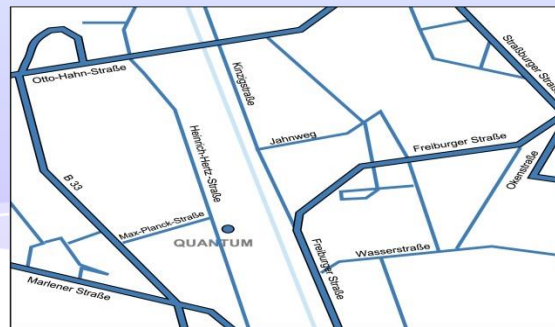 Straßburger Straße
Otto-Hahn-Straße
Kinzigstraße
Jahnweg
Freiburger Straße
Heinrich-Hertz-Straße
Okenstraße
B 33
Max-Planck-Straße
QUANTUM
Freiburger Straße
Wasserstraße
Marlener Straße